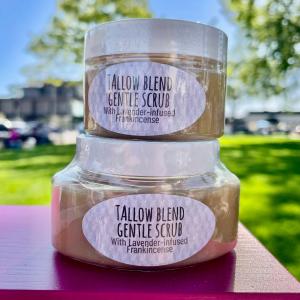 TALLOW BLEND
GENTLE SCRUB
With Lavender-infused
Frankincense
TALLOW BLEND
GENTLE SCRUB
With Lavender-infused
Frankincense